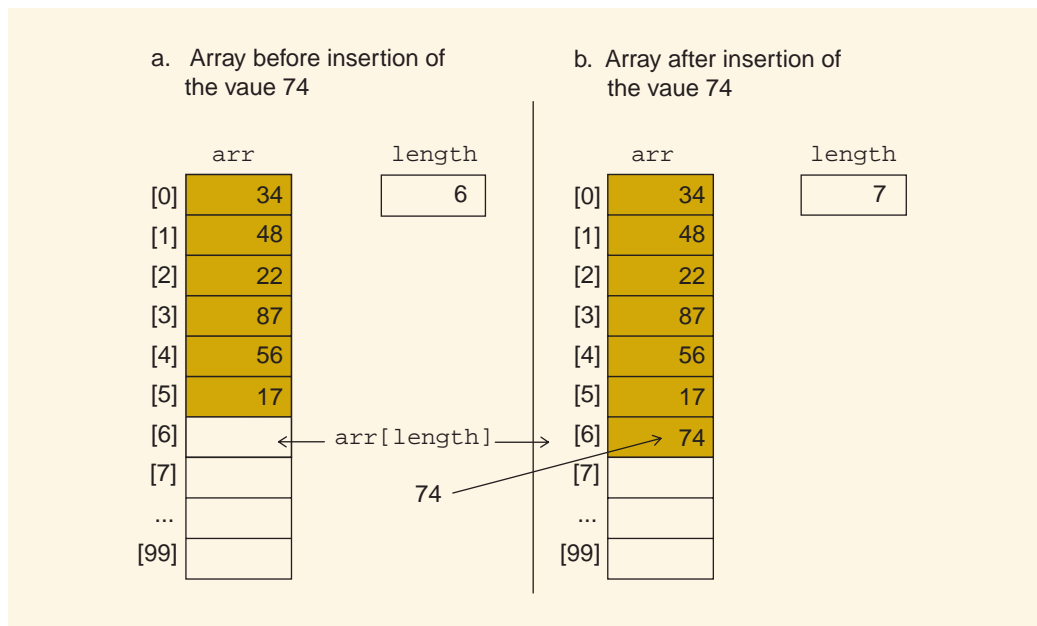 a. Array before insertion of
the vaue 74
arr length
[0] 34 6
[1] 48
[2] 22
[3] 87
[4] 56
[5] 17
[6]
[7]
...
[99]
arr[length]
74
b. Array after insertion of
the vaue 74
arr length
[0] 34 7
[1] 48
[2] 22
[3] 87
[4] 56
[5] 17
[6] 74
[7]
...
[99]